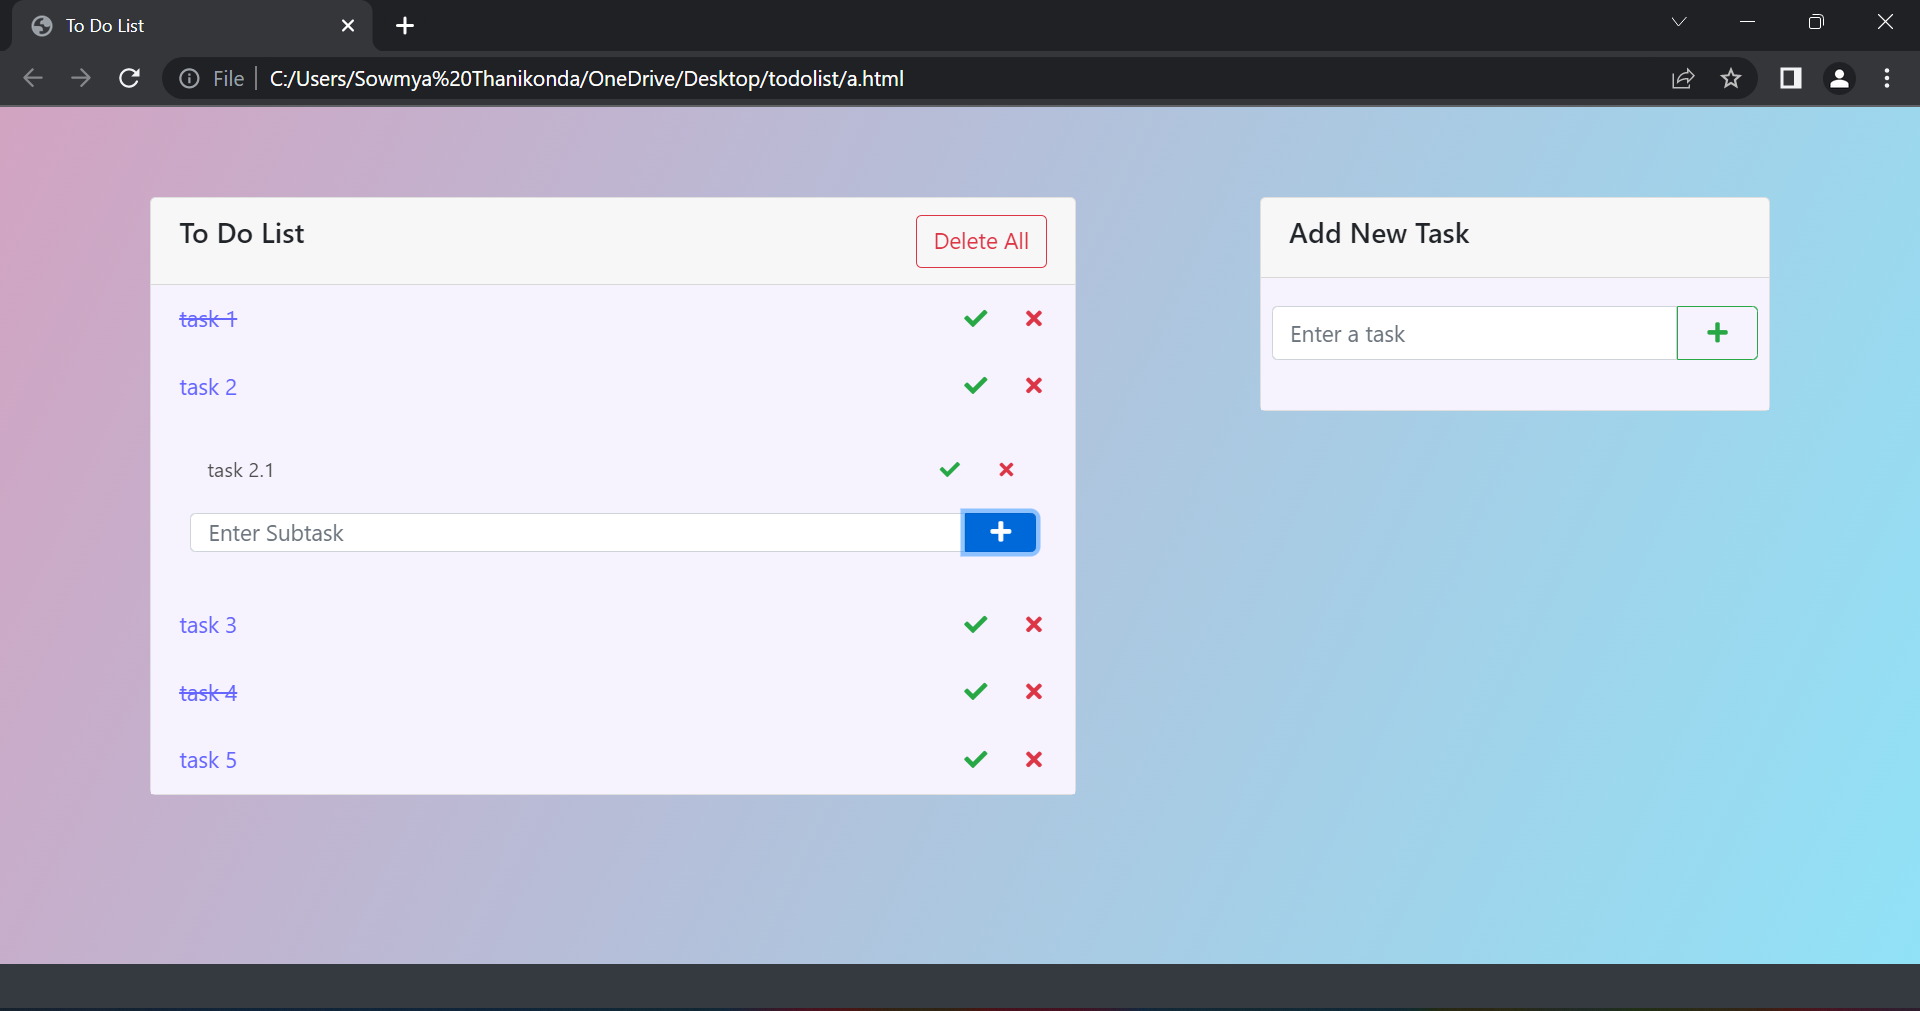 To Do List
File
C:/Users/Sowmya%20Thanikonda/OneDrive/Desktop/todolist/a.html
To Do List
Delete All
task 1
task 2
task 2.1
Enter Subtask
task 3
task 4
task 5
Add New Task
Enter a task